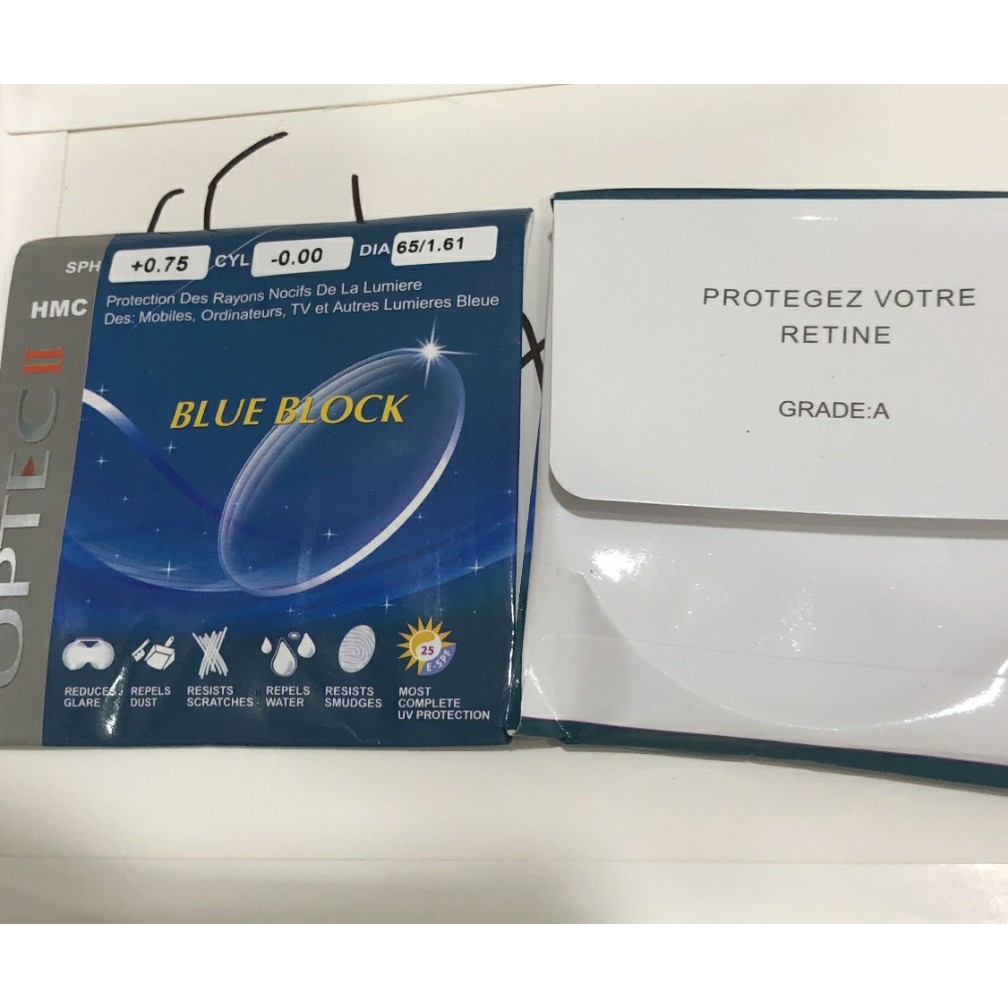 SPH +0.75 CYL -0.00 DIA 65/1.61
HMC
Protection Des Rayons Nocifs De La Lumiere
Des: Mobiles, Ordinateurs, TV et Autres Lumieres Bleue
OPTEC II
BLUE BLOCK
25
E-SPF
REDUCES GLARE
REPELS DUST
RESISTS SCRATCHES
REPELS WATER
RESISTS SMUDGES
MOST COMPLETE UV PROTECTION
PROTEGEZ VOTRE
RETINE
GRADE:A